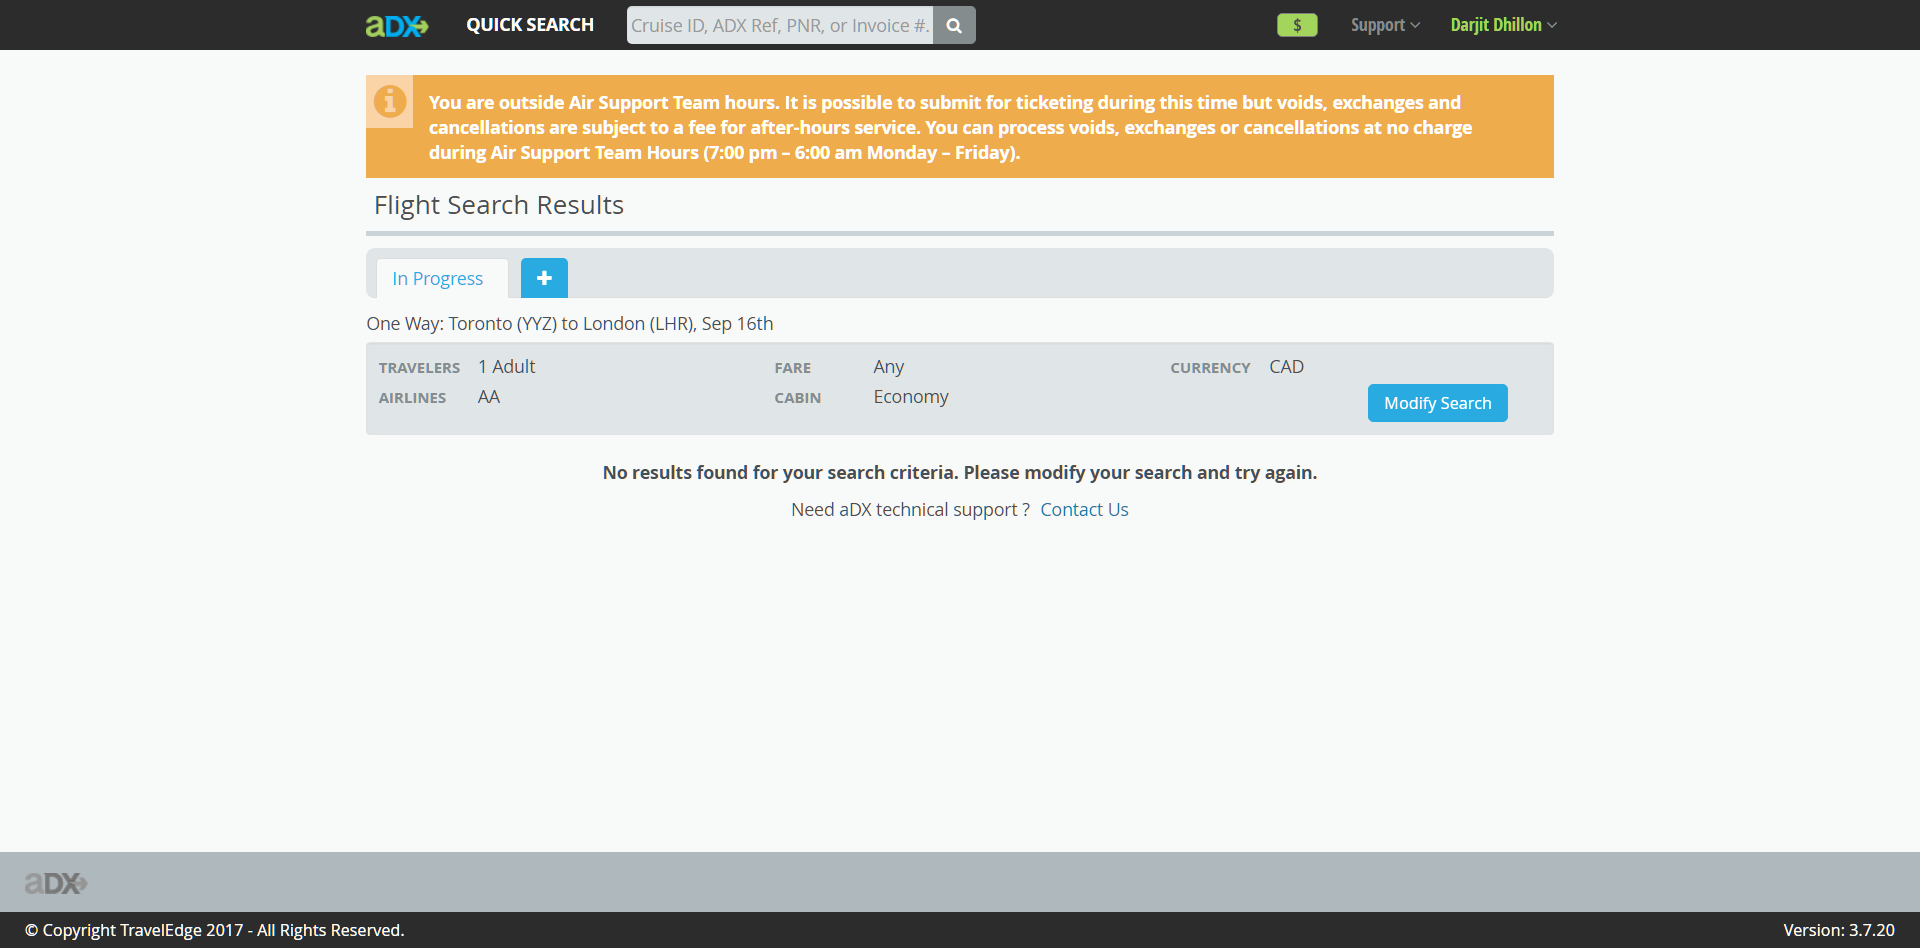 aDX QUICK SEARCH Cruise ID, ADX Ref, PNR, or Invoice #. $ Support Darjit Dhillon
You are outside Air Support Team hours. It is possible to submit for ticketing during this time but voids, exchanges and
cancellations are subject to a fee for after-hours service. You can process voids, exchanges or cancellations at no charge
during Air Support Team Hours (7:00 pm – 6:00 am Monday – Friday).
Flight Search Results
In Progress +
One Way: Toronto (YYZ) to London (LHR), Sep 16th
TRAVELERS 1 Adult FARE Any CURRENCY CAD
AIRLINES AA CABIN Economy
Modify Search
No results found for your search criteria. Please modify your search and try again.
Need aDX technical support ? Contact Us
aDX
© Copyright TravelEdge 2017 - All Rights Reserved. Version: 3.7.20